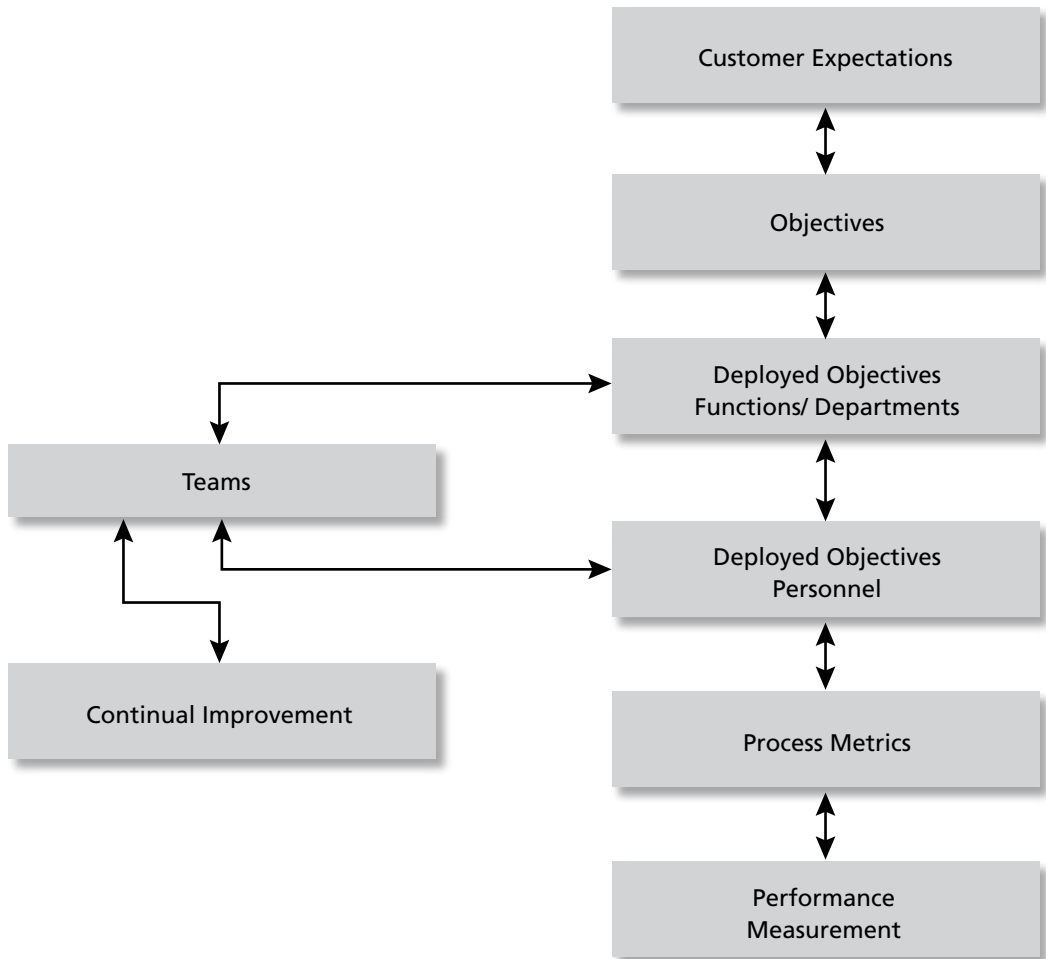 Customer Expectations
Objectives
Deployed Objectives
Functions/ Departments
Teams
Deployed Objectives
Personnel
Continual Improvement
Process Metrics
Performance
Measurement